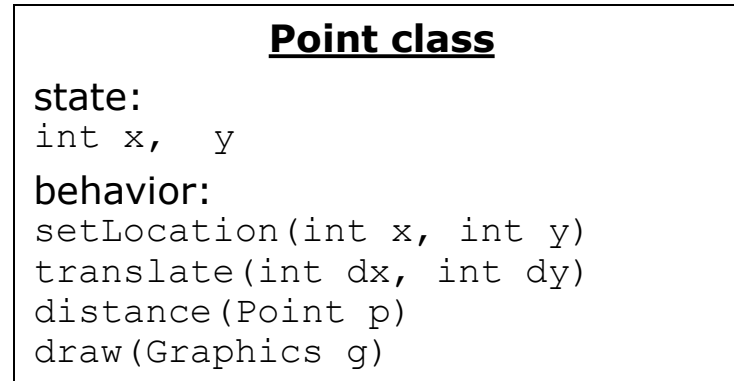 Point class
state:
int x, y
behavior:
setLocation(int x, int y)
translate(int dx, int dy)
distance(Point p)
draw(Graphics g)